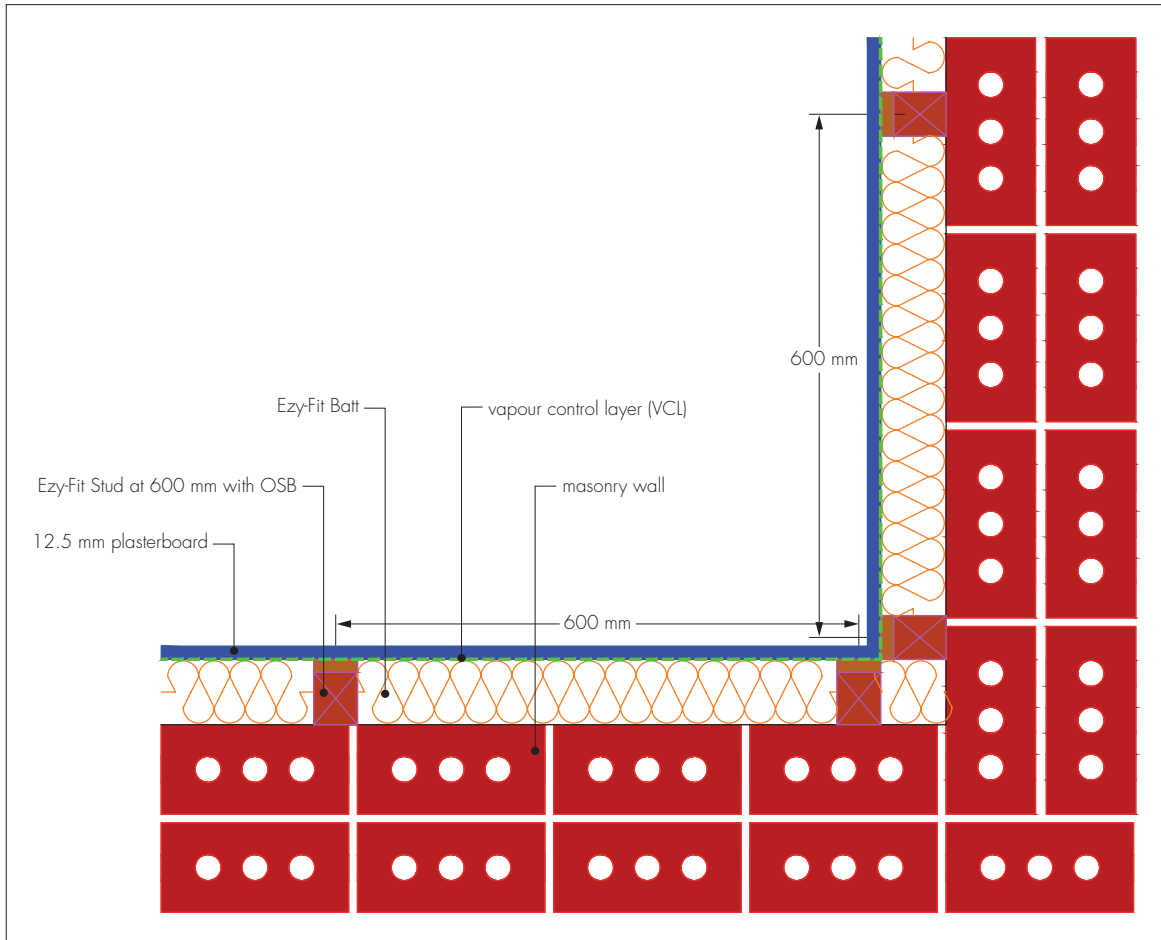 600 mm
Ezy-Fit Batt
vapour control layer (VCL)
Ezy-Fit Stud at 600 mm with OSB
masonry wall
12.5 mm plasterboard
600 mm